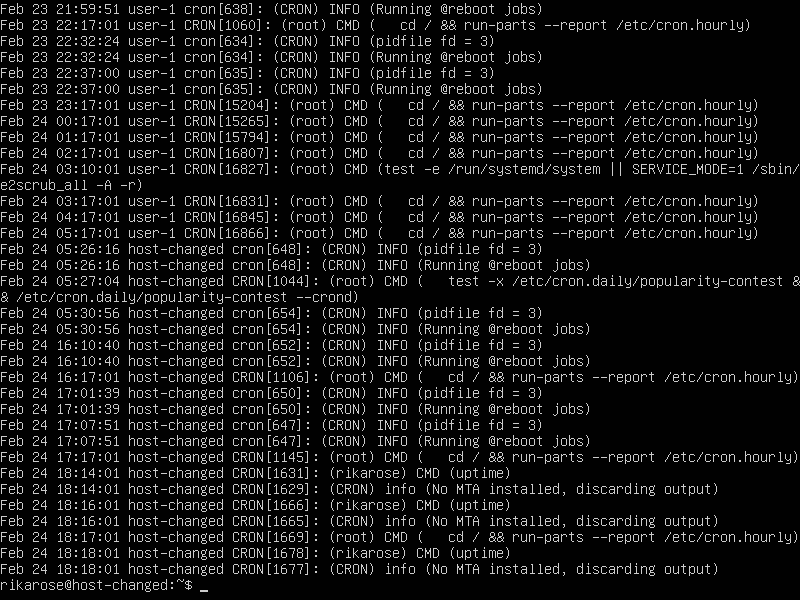 Feb 23 21:59:51 user-1 cron[638]: (CRON) INFO (Running @reboot jobs)
Feb 23 22:17:01 user-1 CRON[1060]: (root) CMD (   cd / && run-parts --report /etc/cron.hourly)
Feb 23 22:32:24 user-1 cron[634]: (CRON) INFO (pidfile fd = 3)
Feb 23 22:32:24 user-1 cron[634]: (CRON) INFO (Running @reboot jobs)
Feb 23 22:37:00 user-1 cron[635]: (CRON) INFO (pidfile fd = 3)
Feb 23 22:37:00 user-1 cron[635]: (CRON) INFO (Running @reboot jobs)
Feb 23 23:17:01 user-1 CRON[15204]: (root) CMD (   cd / && run-parts --report /etc/cron.hourly)
Feb 24 00:17:01 user-1 CRON[15265]: (root) CMD (   cd / && run-parts --report /etc/cron.hourly)
Feb 24 01:17:01 user-1 CRON[15794]: (root) CMD (   cd / && run-parts --report /etc/cron.hourly)
Feb 24 02:17:01 user-1 CRON[16807]: (root) CMD (   cd / && run-parts --report /etc/cron.hourly)
Feb 24 03:10:01 user-1 CRON[16827]: (root) CMD (test -e /run/systemd/system || SERVICE_MODE=1 /sbin/
e2scrub_all -A -r)
Feb 24 03:17:01 user-1 CRON[16831]: (root) CMD (   cd / && run-parts --report /etc/cron.hourly)
Feb 24 04:17:01 user-1 CRON[16845]: (root) CMD (   cd / && run-parts --report /etc/cron.hourly)
Feb 24 05:17:01 user-1 CRON[16866]: (root) CMD (   cd / && run-parts --report /etc/cron.hourly)
Feb 24 05:26:16 host-changed cron[648]: (CRON) INFO (pidfile fd = 3)
Feb 24 05:26:16 host-changed cron[648]: (CRON) INFO (Running @reboot jobs)
Feb 24 05:27:04 host-changed CRON[1044]: (root) CMD (   test -x /etc/cron.daily/popularity-contest &
& /etc/cron.daily/popularity-contest --crond)
Feb 24 05:30:56 host-changed cron[654]: (CRON) INFO (pidfile fd = 3)
Feb 24 05:30:56 host-changed cron[654]: (CRON) INFO (Running @reboot jobs)
Feb 24 16:10:40 host-changed cron[652]: (CRON) INFO (pidfile fd = 3)
Feb 24 16:10:40 host-changed cron[652]: (CRON) INFO (Running @reboot jobs)
Feb 24 16:17:01 host-changed CRON[1106]: (root) CMD (   cd / && run-parts --report /etc/cron.hourly)
Feb 24 17:01:39 host-changed cron[650]: (CRON) INFO (pidfile fd = 3)
Feb 24 17:01:39 host-changed cron[650]: (CRON) INFO (Running @reboot jobs)
Feb 24 17:07:51 host-changed cron[647]: (CRON) INFO (pidfile fd = 3)
Feb 24 17:07:51 host-changed cron[647]: (CRON) INFO (Running @reboot jobs)
Feb 24 17:17:01 host-changed CRON[1145]: (root) CMD (   cd / && run-parts --report /etc/cron.hourly)
Feb 24 18:14:01 host-changed CRON[1631]: (rikarose) CMD (uptime)
Feb 24 18:14:01 host-changed CRON[1629]: (CRON) info (No MTA installed, discarding output)
Feb 24 18:16:01 host-changed CRON[1666]: (rikarose) CMD (uptime)
Feb 24 18:16:01 host-changed CRON[1665]: (CRON) info (No MTA installed, discarding output)
Feb 24 18:17:01 host-changed CRON[1669]: (root) CMD (   cd / && run-parts --report /etc/cron.hourly)
Feb 24 18:18:01 host-changed CRON[1678]: (rikarose) CMD (uptime)
Feb 24 18:18:01 host-changed CRON[1677]: (CRON) info (No MTA installed, discarding output)
rikarose@host-changed:~$ _